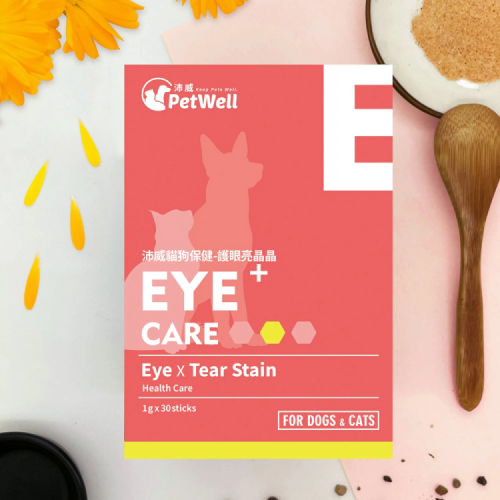 沛威 Keep Pets Well.
PetWell
E
沛威貓狗保健-護眼亮晶晶
EYE+
CARE
Eye x Tear Stain
Health Care
1g x 30 sticks
FOR DOGS & CATS